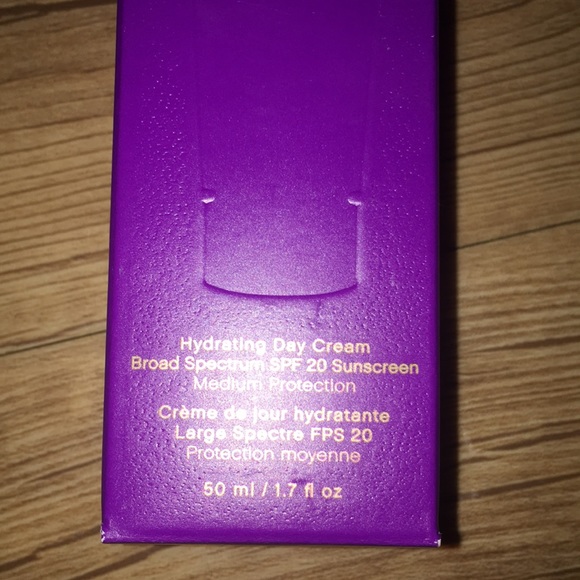 Hydrating Day Cream
Broad Spectrum SPF 20 Sunscreen
Medium Protection
Crème de jour hydratante
Large Spectre FPS 20
Protection moyenne
50 ml / 1.7 fl oz